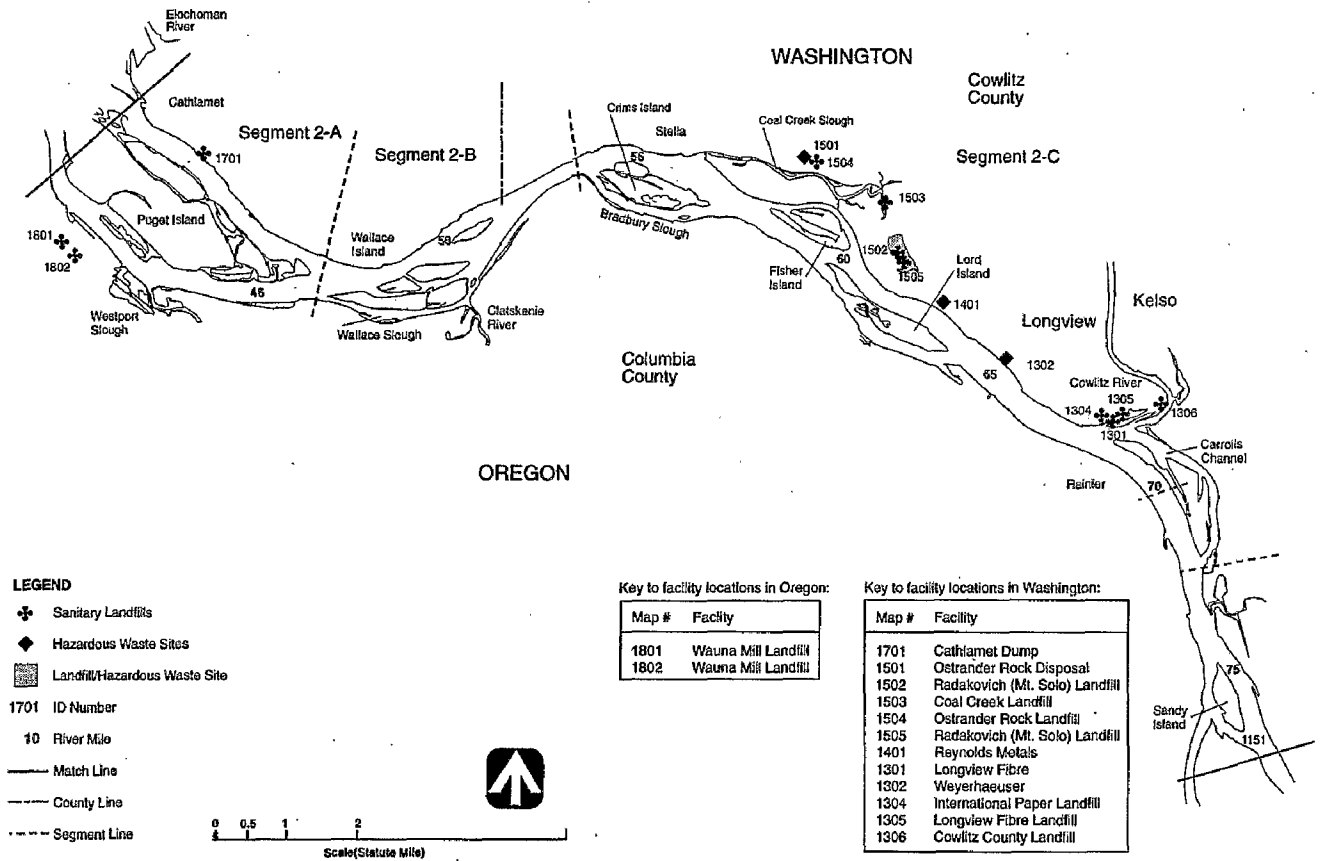 Elochoman
River
WASHINGTON
Cowlitz
County
Cathlamet
Segment 2-A
Segment 2-B
Crims Island
Stella
Coal Creek Slough
1501
1504
Segment 2-C
1701
55
1503
Puget Island
Bradbury Slough
1801
1802
Wallace
Island
50
1502
1505
Fisher
Island
60
Lord
Island
45
Westport
Slough
Wallace Slough
Clatskanie
River
1401
Kelso
Longview
Columbia
County
65
1302
Cowlitz River
1305
1304
1301
1306
Carrolls
Channel
OREGON
Rainier
70
75
Sandy
Island
1151
LEGEND
Sanitary Landfills
Hazardous Waste Sites
Landfill/Hazardous Waste Site
1701 ID Number
10 River Mile
Match Line
County Line
Segment Line
0 0.5 1 2
Scale(Statute Mile)
Key to facility locations in Oregon:
Map # Facility
1801 Wauna Mill Landfill
1802 Wauna Mill Landfill
Key to facility locations in Washington:
Map # Facility
1701 Cathlamet Dump
1501 Ostrander Rock Disposal
1502 Radakovich (Mt. Solo) Landfill
1503 Coal Creek Landfill
1504 Ostrander Rock Landfill
1505 Radakovich (Mt. Solo) Landfill
1401 Reynolds Metals
1301 Longview Fibre
1302 Weyerhaeuser
1304 International Paper Landfill
1305 Longview Fibre Landfill
1306 Cowlitz County Landfill